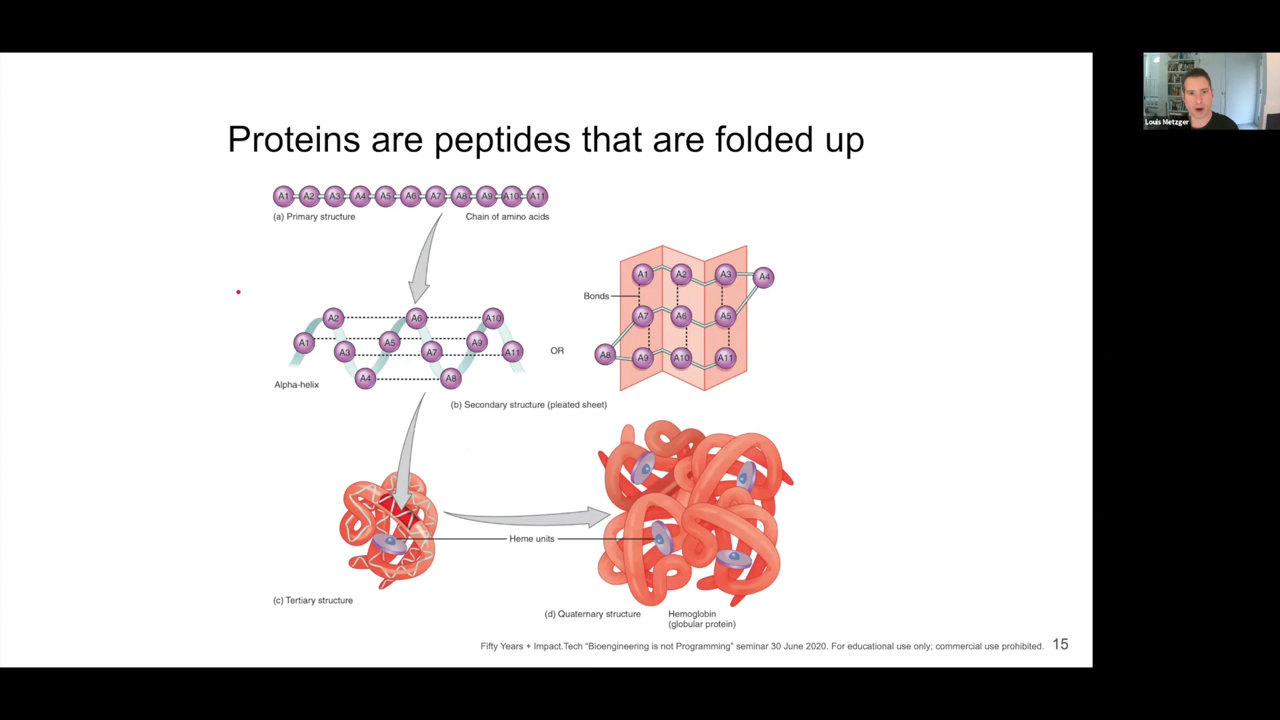 Louis Metzger
Proteins are peptides that are folded up
A1 A2 A3 A4 A5 A6 A7 A8 A9 A10 A11
(a) Primary structure
Chain of amino acids
A1 A2 A3 A4 A5 A6 A7 A8 A9 A10 A11
Alpha-helix
OR
Bonds
A1 A2 A3 A4
A7 A6 A5
A8 A9 A10 A11
(b) Secondary structure (pleated sheet)
Heme units
(c) Tertiary structure
(d) Quaternary structure
Hemoglobin
(globular protein)
Fifty Years + Impact.Tech “Bioengineering is not Programming” seminar 30 June 2020. For educational use only; commercial use prohibited. 15